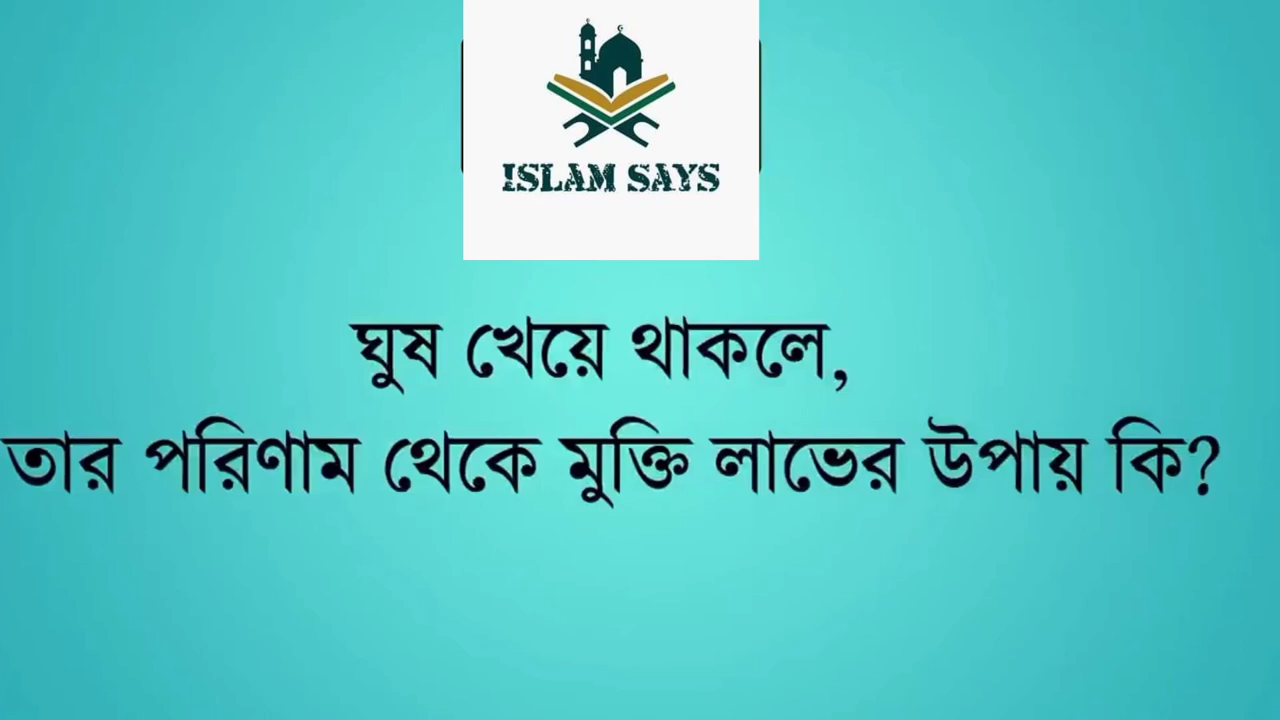 ISLAM SAYS
ঘুষ খেয়ে থাকলে,
তার পরিণাম থেকে মুক্তি লাভের উপায় কি?